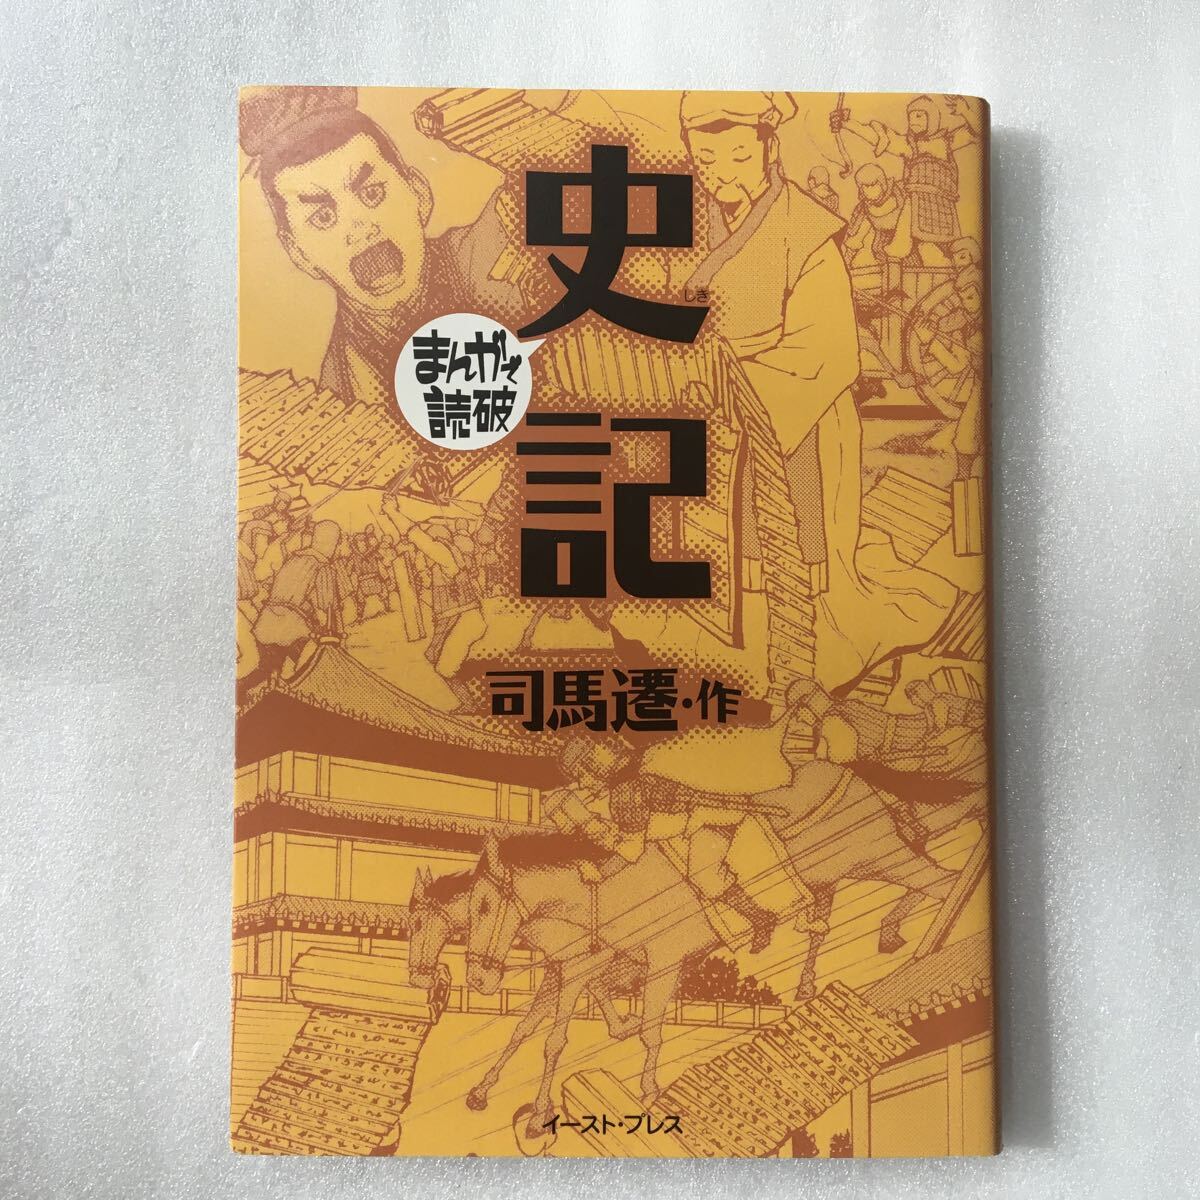 史記
しき
まんがで
読破
司馬遷・作
イースト・プレス